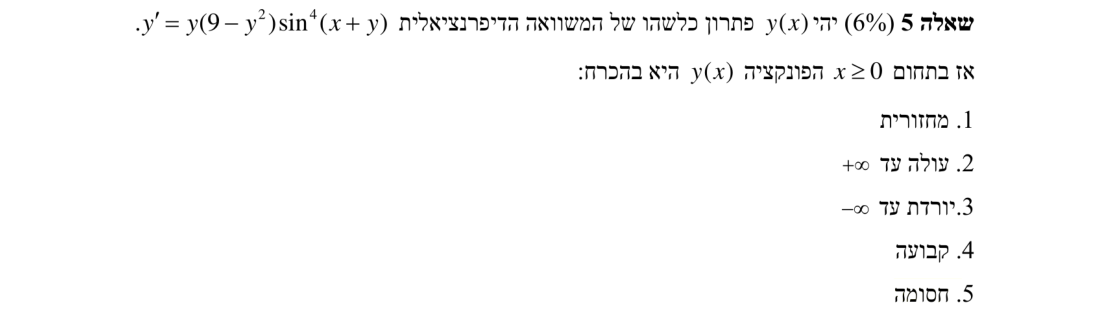 שאלה 5 (6%) יהי y(x) פתרון כלשהו של המשוואה הדיפרנציאלית y′ = y(9 − y²)sin⁴(x + y).
אז בתחום x ≥ 0 הפונקציה y(x) היא בהכרח:
1. מחזורית
2. עולה עד +∞
3.יורדת עד −∞
4. קבועה
5. חסומה